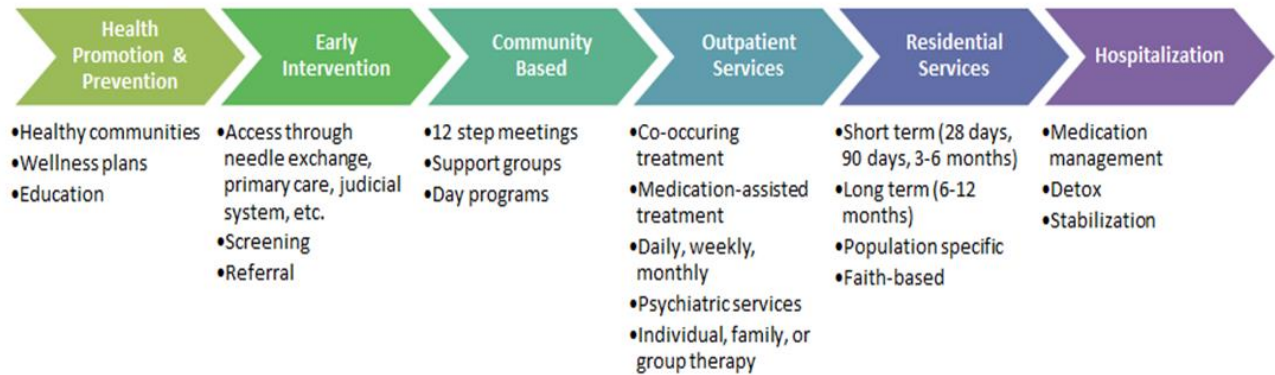 Health
Promotion &
Prevention
Early
Intervention
Community
Based
Outpatient
Services
Residential
Services
Hospitalization
•Healthy communities
•Wellness plans
•Education
•Access through
needle exchange,
primary care, judicial
system, etc.
•Screening
•Referral
•12 step meetings
•Support groups
•Day programs
•Co-occuring
treatment
•Medication-assisted
treatment
•Daily, weekly,
monthly
•Psychiatric services
•Individual, family, or
group therapy
•Short term (28 days,
90 days, 3-6 months)
•Long term (6-12
months)
•Population specific
•Faith-based
•Medication
management
•Detox
•Stabilization